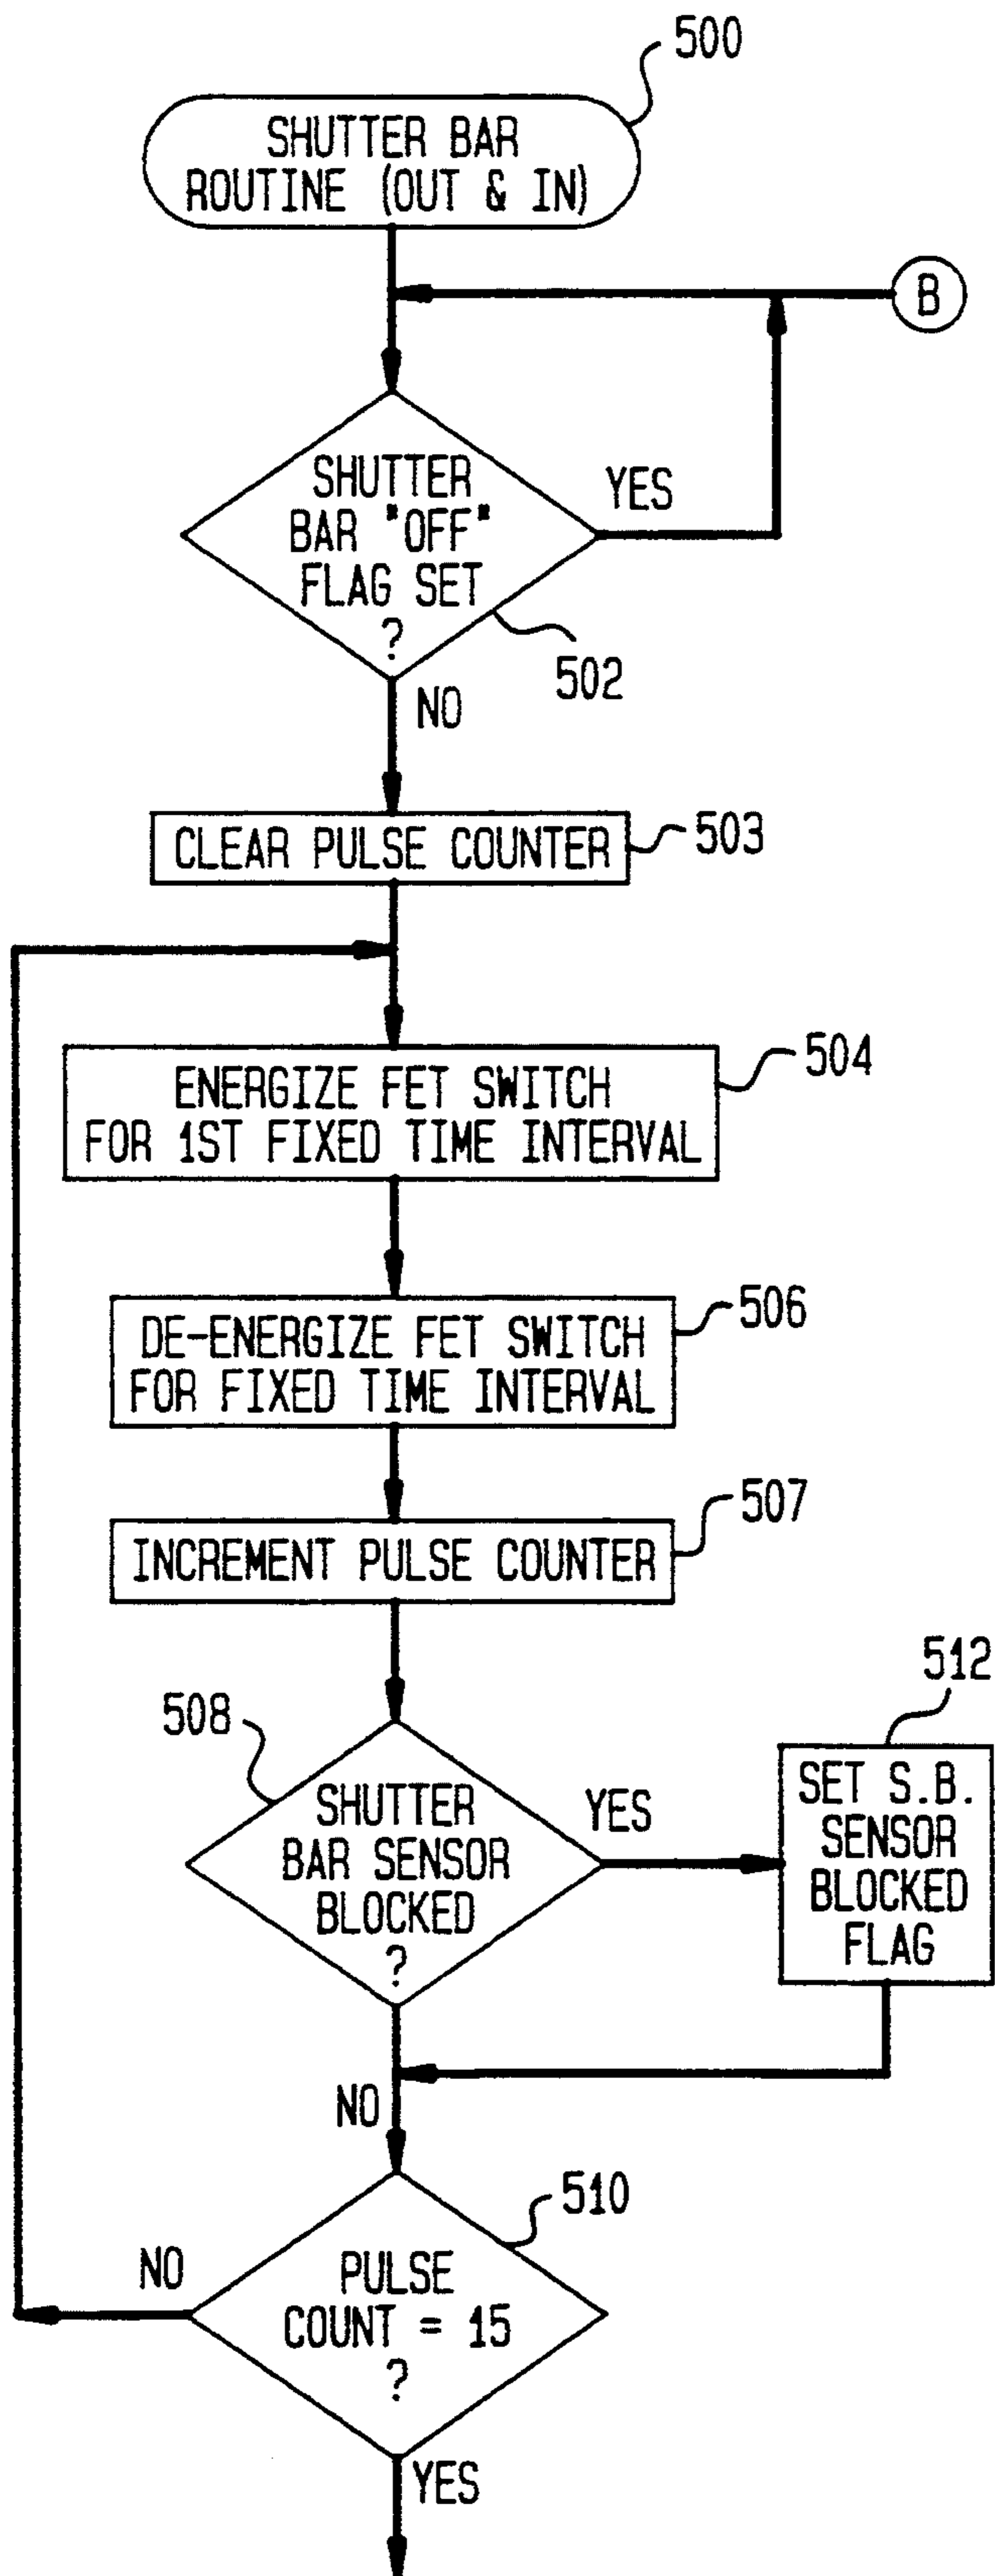 500
SHUTTER BAR
ROUTINE (OUT & IN)
B
SHUTTER
BAR "OFF"
FLAG SET
?
YES
502
NO
CLEAR PULSE COUNTER
503
504
ENERGIZE FET SWITCH
FOR 1ST FIXED TIME INTERVAL
506
DE-ENERGIZE FET SWITCH
FOR FIXED TIME INTERVAL
507
INCREMENT PULSE COUNTER
508
SHUTTER
BAR SENSOR
BLOCKED
?
YES
512
SET S.B.
SENSOR
BLOCKED
FLAG
NO
510
PULSE
COUNT = 15
?
NO
YES